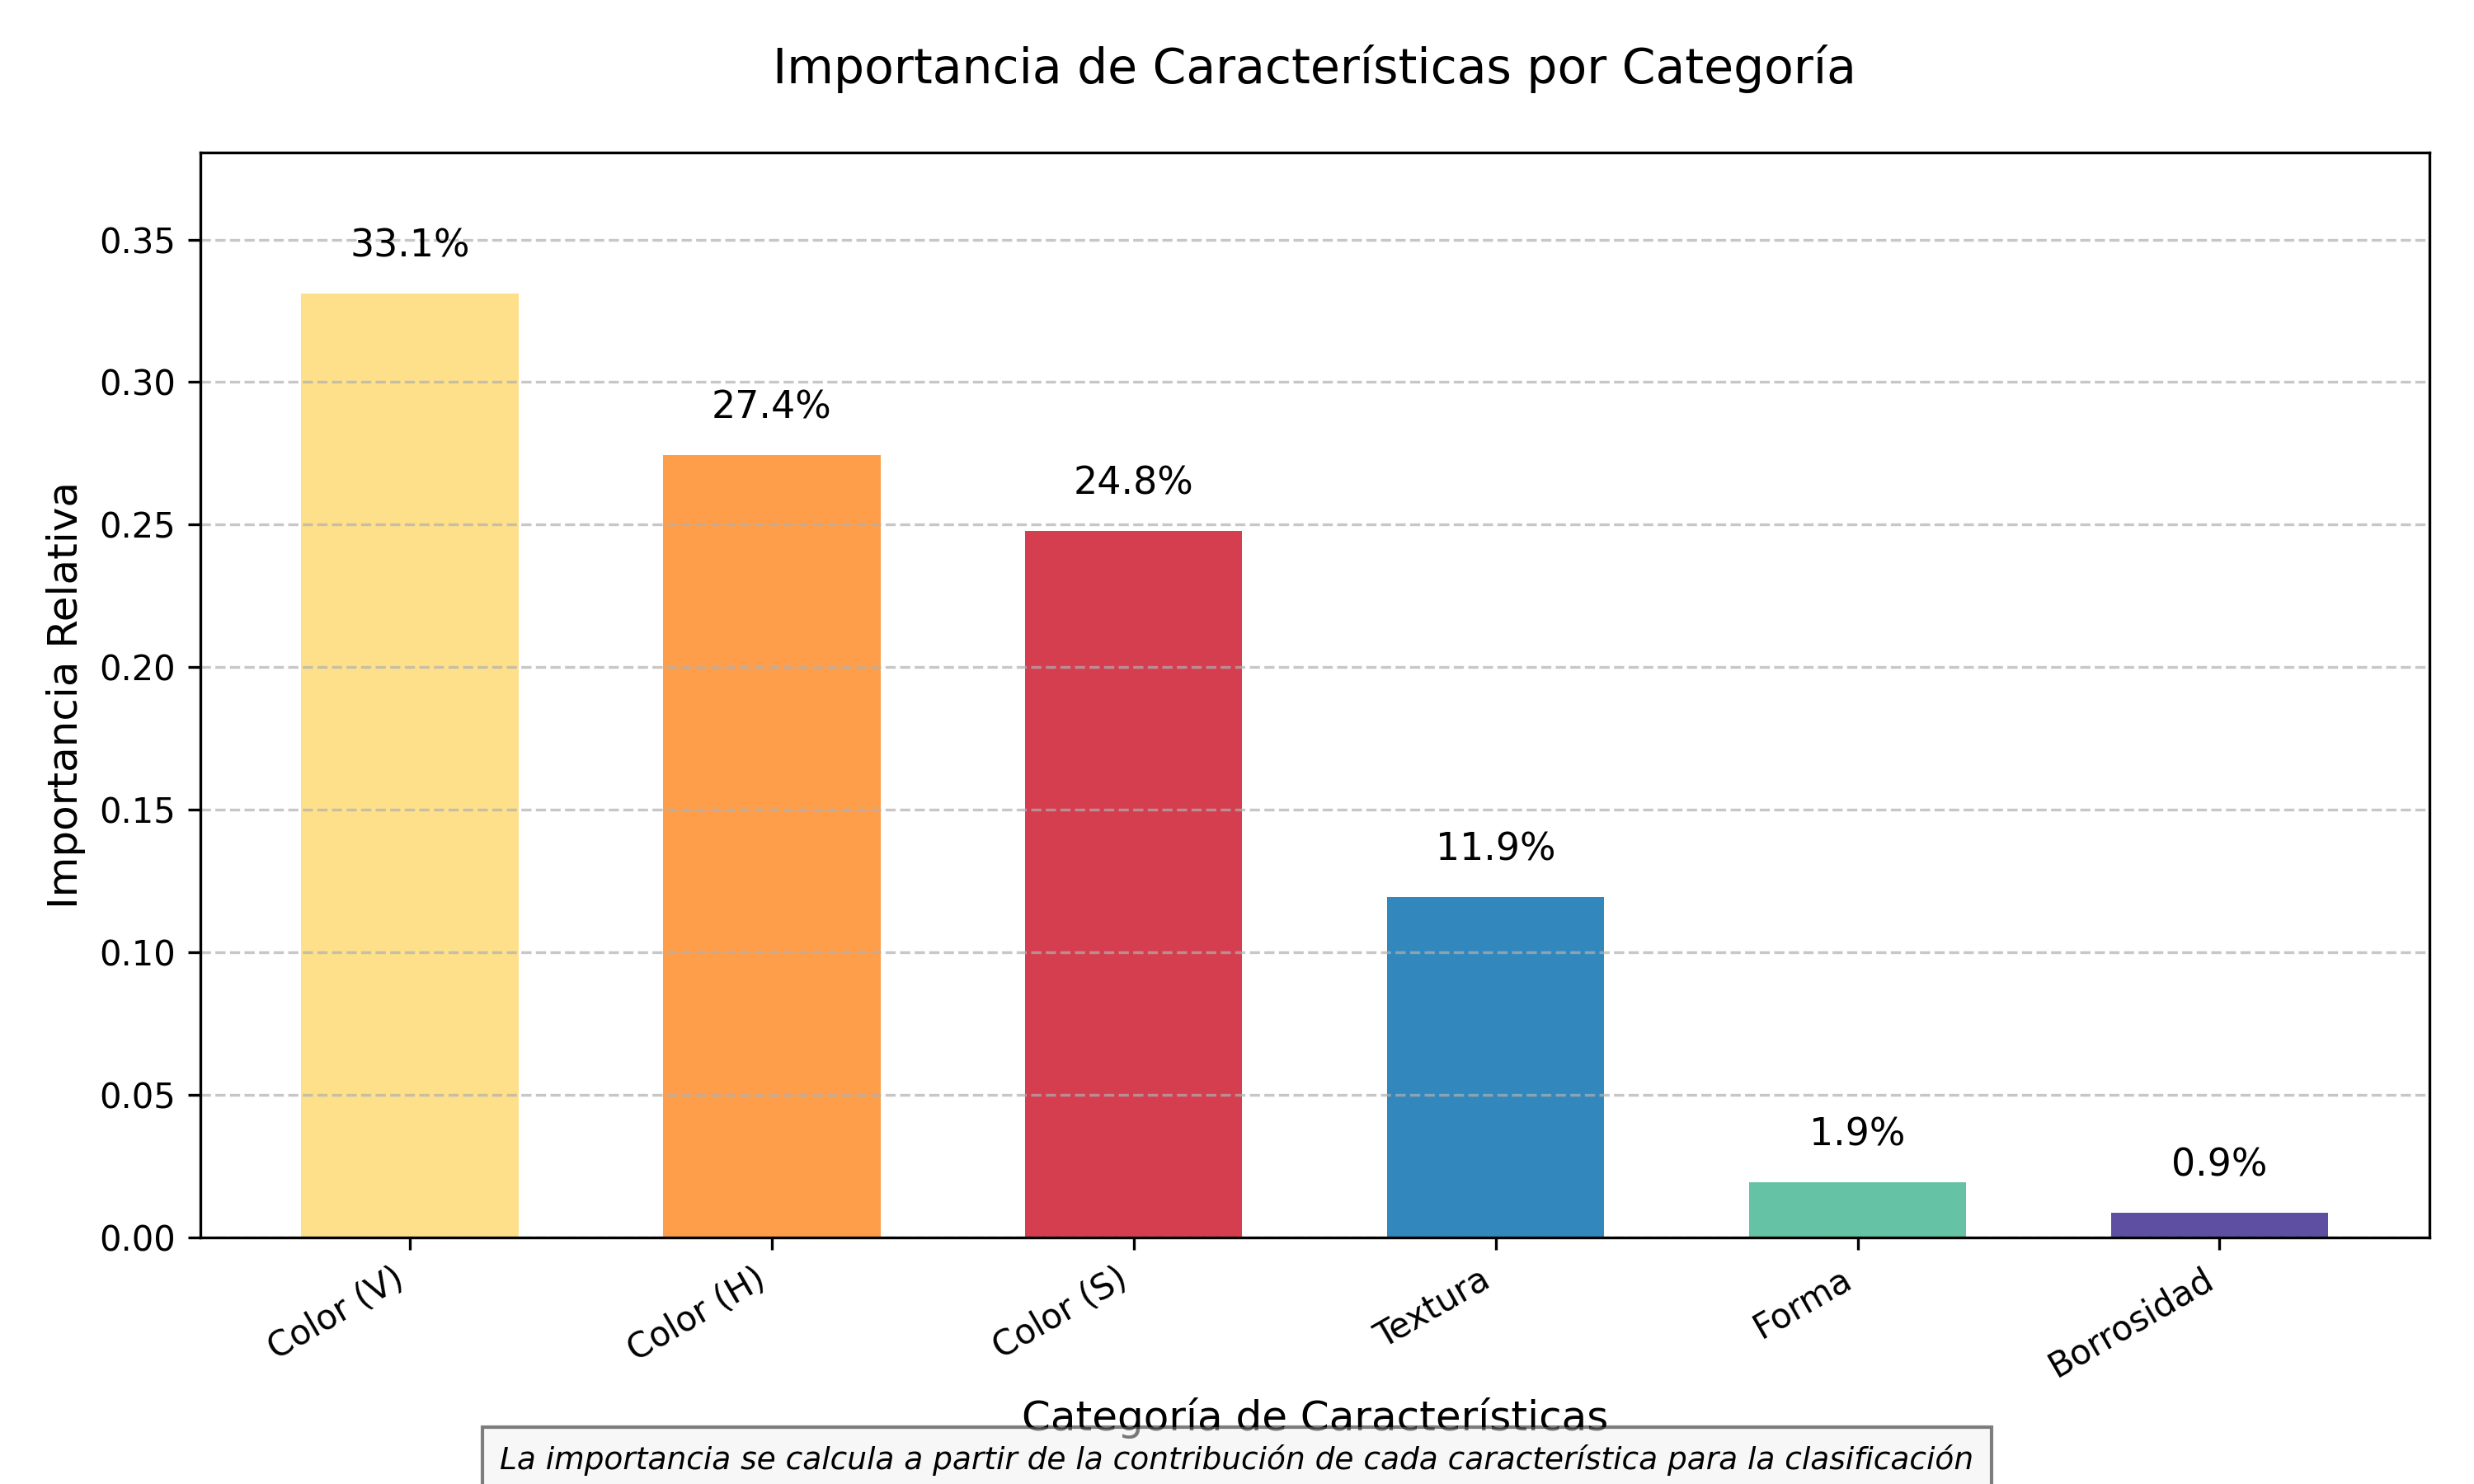 Importancia de Características por Categoría
Importancia Relativa
0.35
0.30
0.25
0.20
0.15
0.10
0.05
0.00
33.1%
27.4%
24.8%
11.9%
1.9%
0.9%
Color (V)
Color (H)
Color (S)
Textura
Forma
Borrosidad
Categoría de Características
La importancia se calcula a partir de la contribución de cada característica para la clasificación